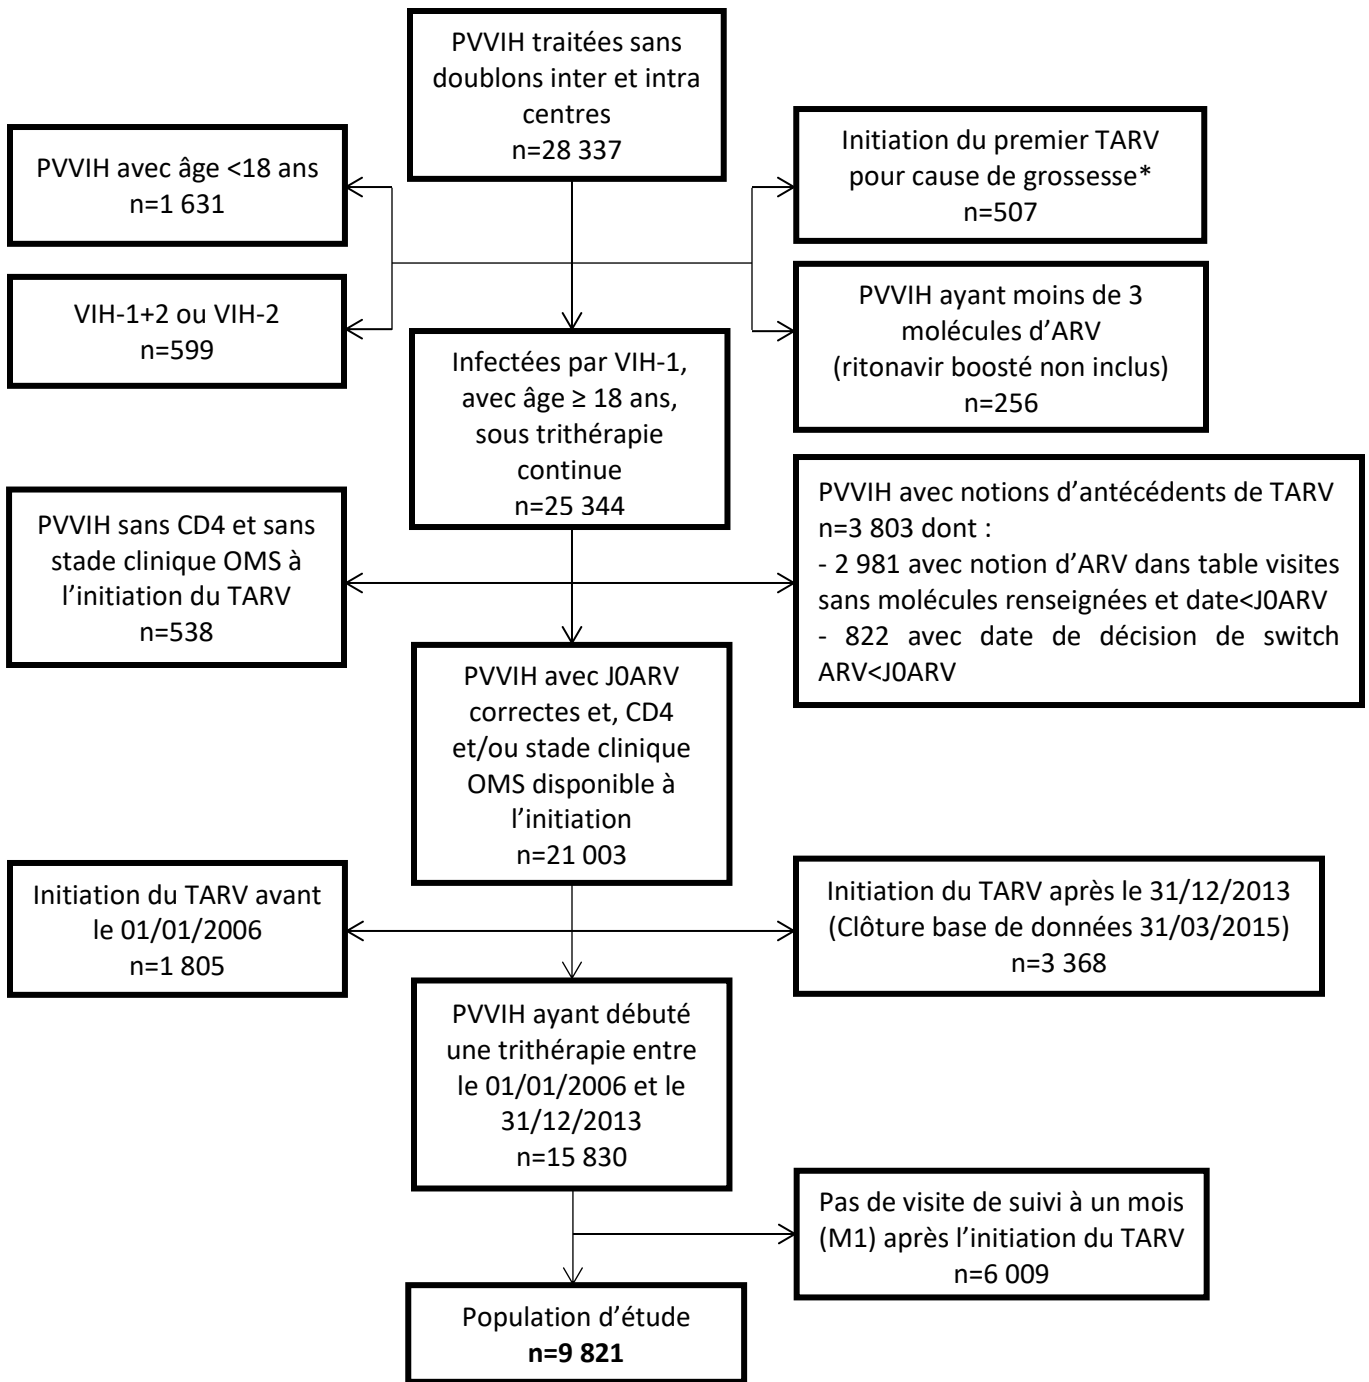 PVVIH traitées sans
doublons inter et intra
centres
n=28 337
PVVIH avec âge <18 ans
n=1 631
Initiation du premier TARV
pour cause de grossesse*
n=507
VIH-1+2 ou VIH-2
n=599
PVVIH ayant moins de 3
molécules d’ARV
(ritonavir boosté non inclus)
n=256
Infectées par VIH-1,
avec âge ≥ 18 ans,
sous trithérapie
continue
n=25 344
PVVIH sans CD4 et sans
stade clinique OMS à
l’initiation du TARV
n=538
PVVIH avec notions d’antécédents de TARV
n=3 803 dont :
- 2 981 avec notion d’ARV dans table visites
sans molécules renseignées et date<J0ARV
- 822 avec date de décision de switch
ARV<J0ARV
PVVIH avec J0ARV
correctes et, CD4
et/ou stade clinique
OMS disponible à
l’initiation
n=21 003
Initiation du TARV avant
le 01/01/2006
n=1 805
Initiation du TARV après le 31/12/2013
(Clôture base de données 31/03/2015)
n=3 368
PVVIH ayant débuté
une trithérapie entre
le 01/01/2006 et le
31/12/2013
n=15 830
Pas de visite de suivi à un mois
(M1) après l’initiation du TARV
n=6 009
Population d’étude
n=9 821